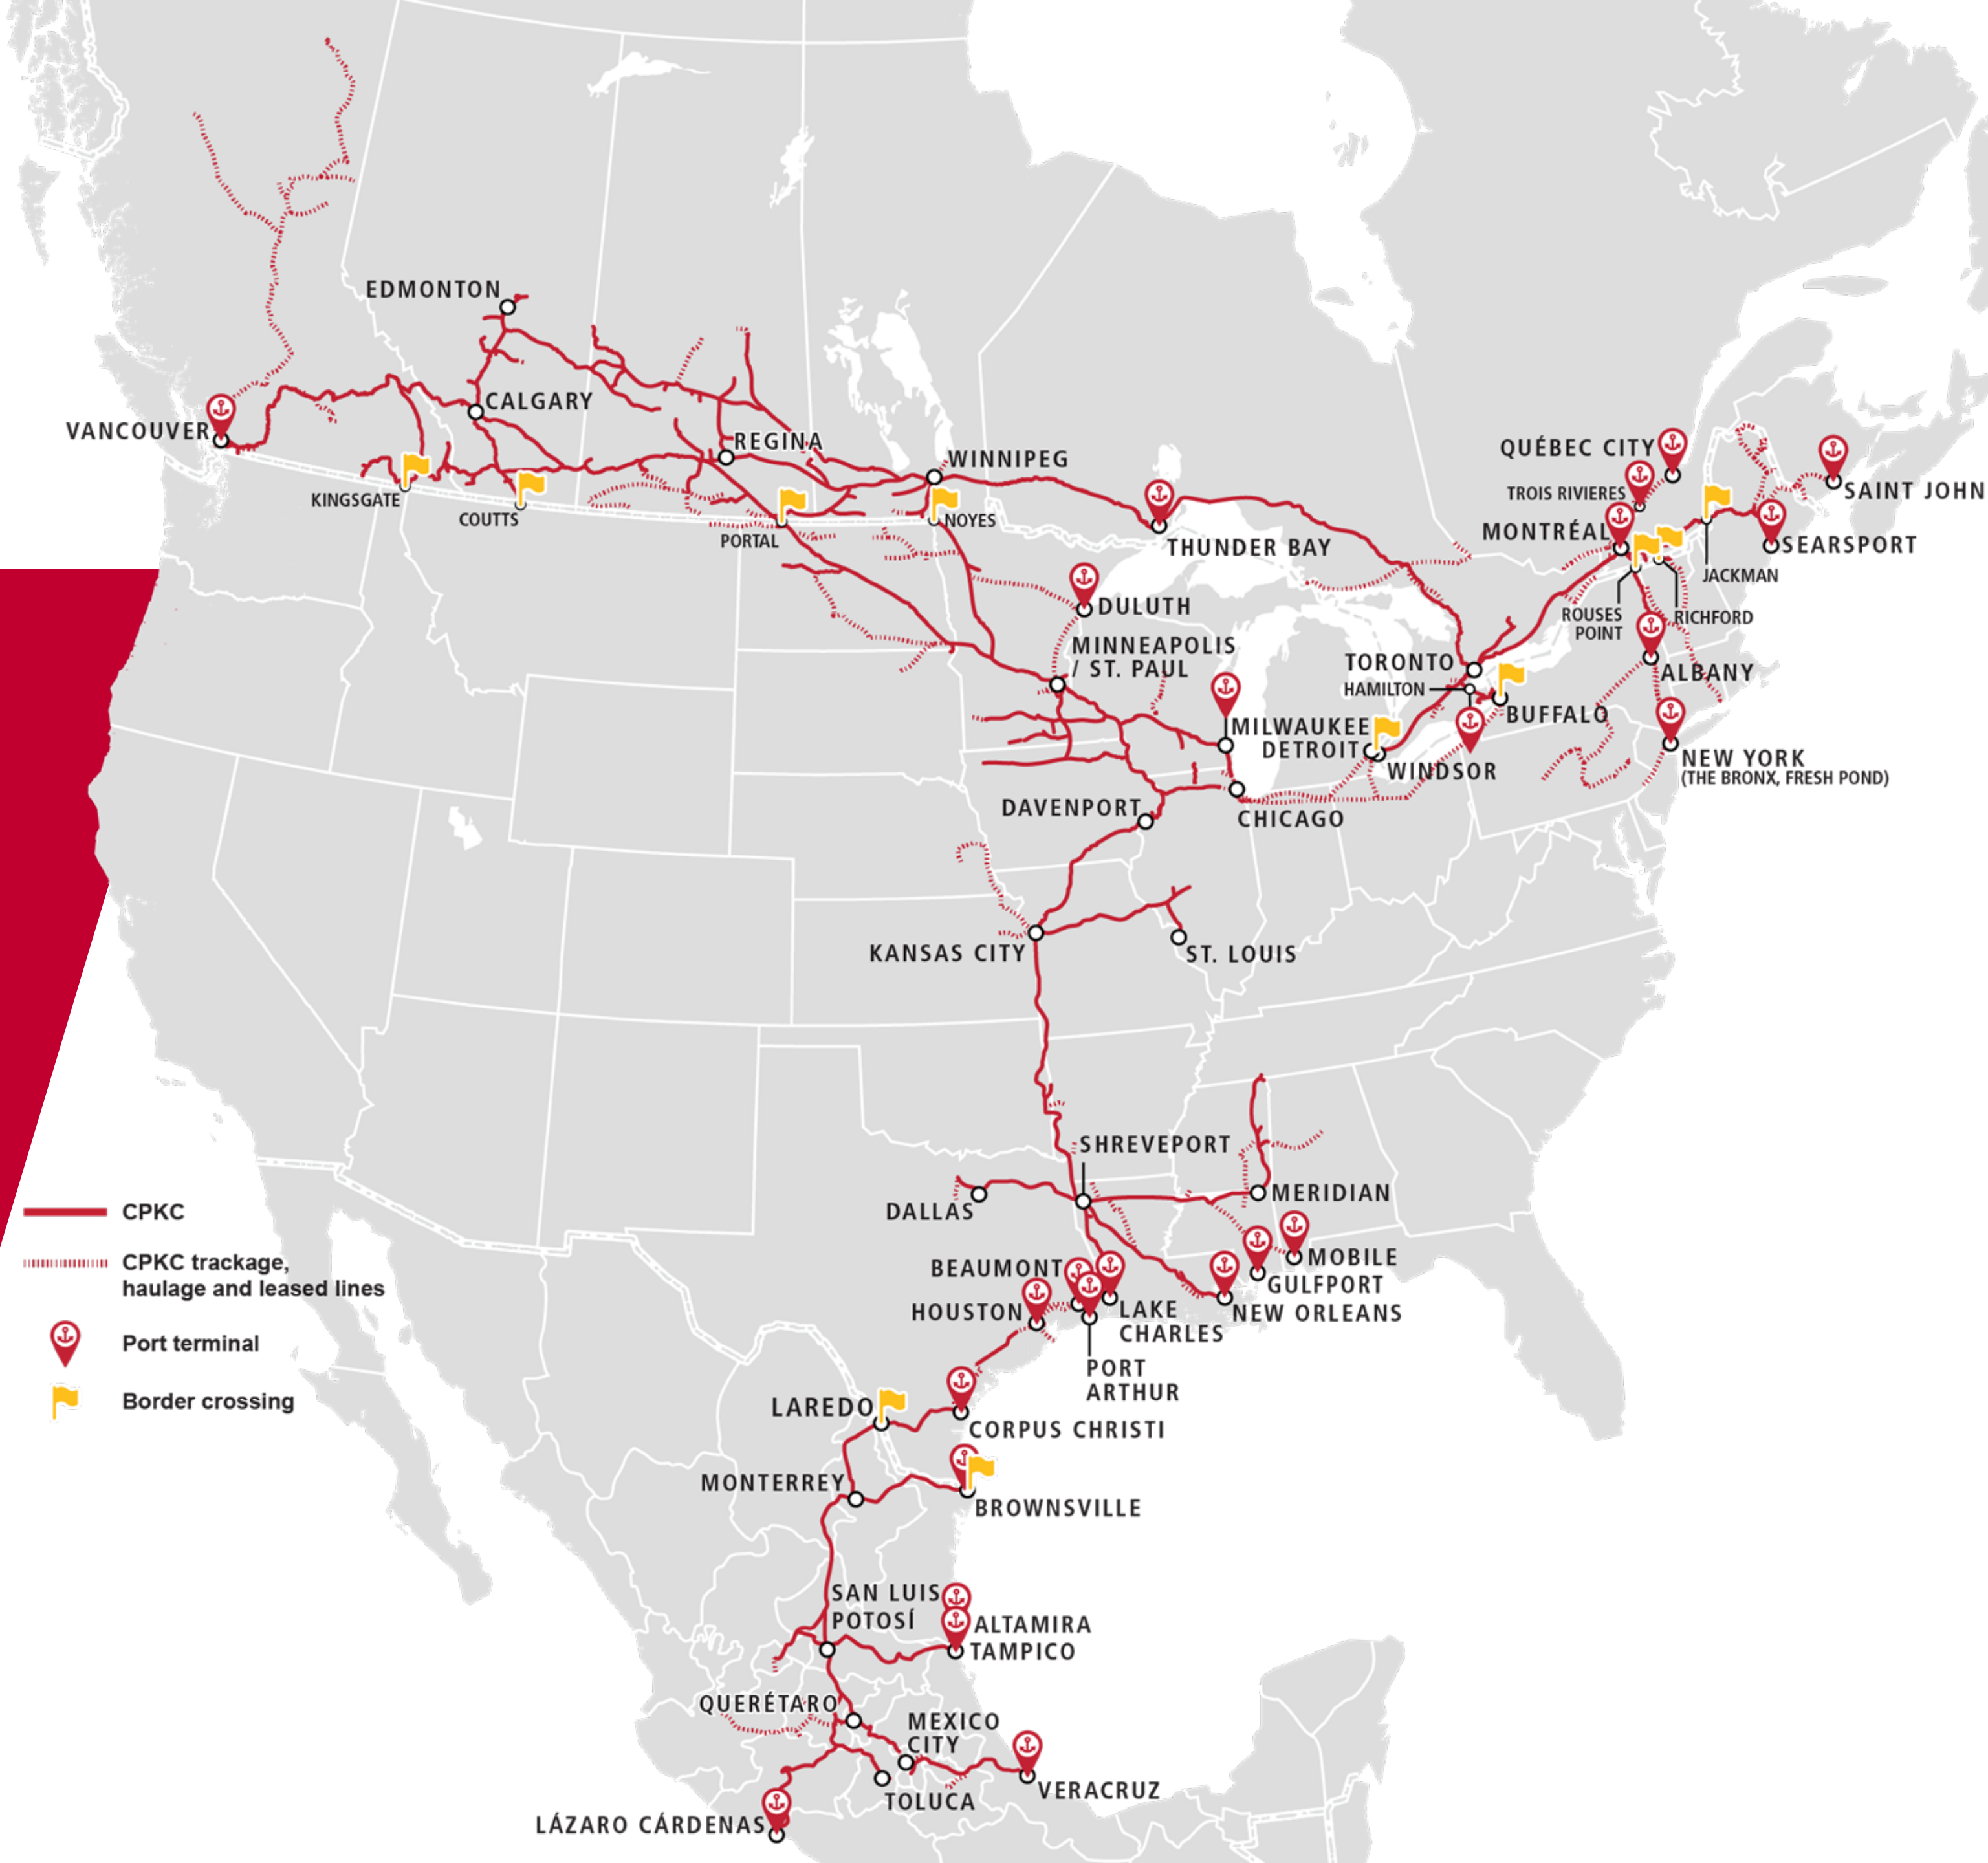 EDMONTON
CALGARY
VANCOUVER
REGINA
QUÉBEC CITY
WINNIPEG
KINGSGATE
TROIS RIVIERES
SAINT JOHN
COUTTS
NOYES
MONTRÉAL
PORTAL
THUNDER BAY
SEARSPORT
JACKMAN
DULUTH
ROUSES
POINT
RICHFORD
MINNEAPOLIS
/ ST. PAUL
TORONTO
ALBANY
HAMILTON
BUFFALO
MILWAUKEE
DETROIT
WINDSOR
NEW YORK
(THE BRONX, FRESH POND)
DAVENPORT
CHICAGO
KANSAS CITY
ST. LOUIS
SHREVEPORT
MERIDIAN
DALLAS
CPKC
CPKC trackage,
haulage and leased lines
Port terminal
Border crossing
MOBILE
BEAUMONT
GULFPORT
HOUSTON
LAKE
CHARLES
NEW ORLEANS
PORT
ARTHUR
LAREDO
CORPUS CHRISTI
MONTERREY
BROWNSVILLE
SAN LUIS
POTOSÍ
ALTAMIRA
TAMPICO
QUERÉTARO
MEXICO
CITY
VERACRUZ
TOLUCA
LÁZARO CÁRDENAS